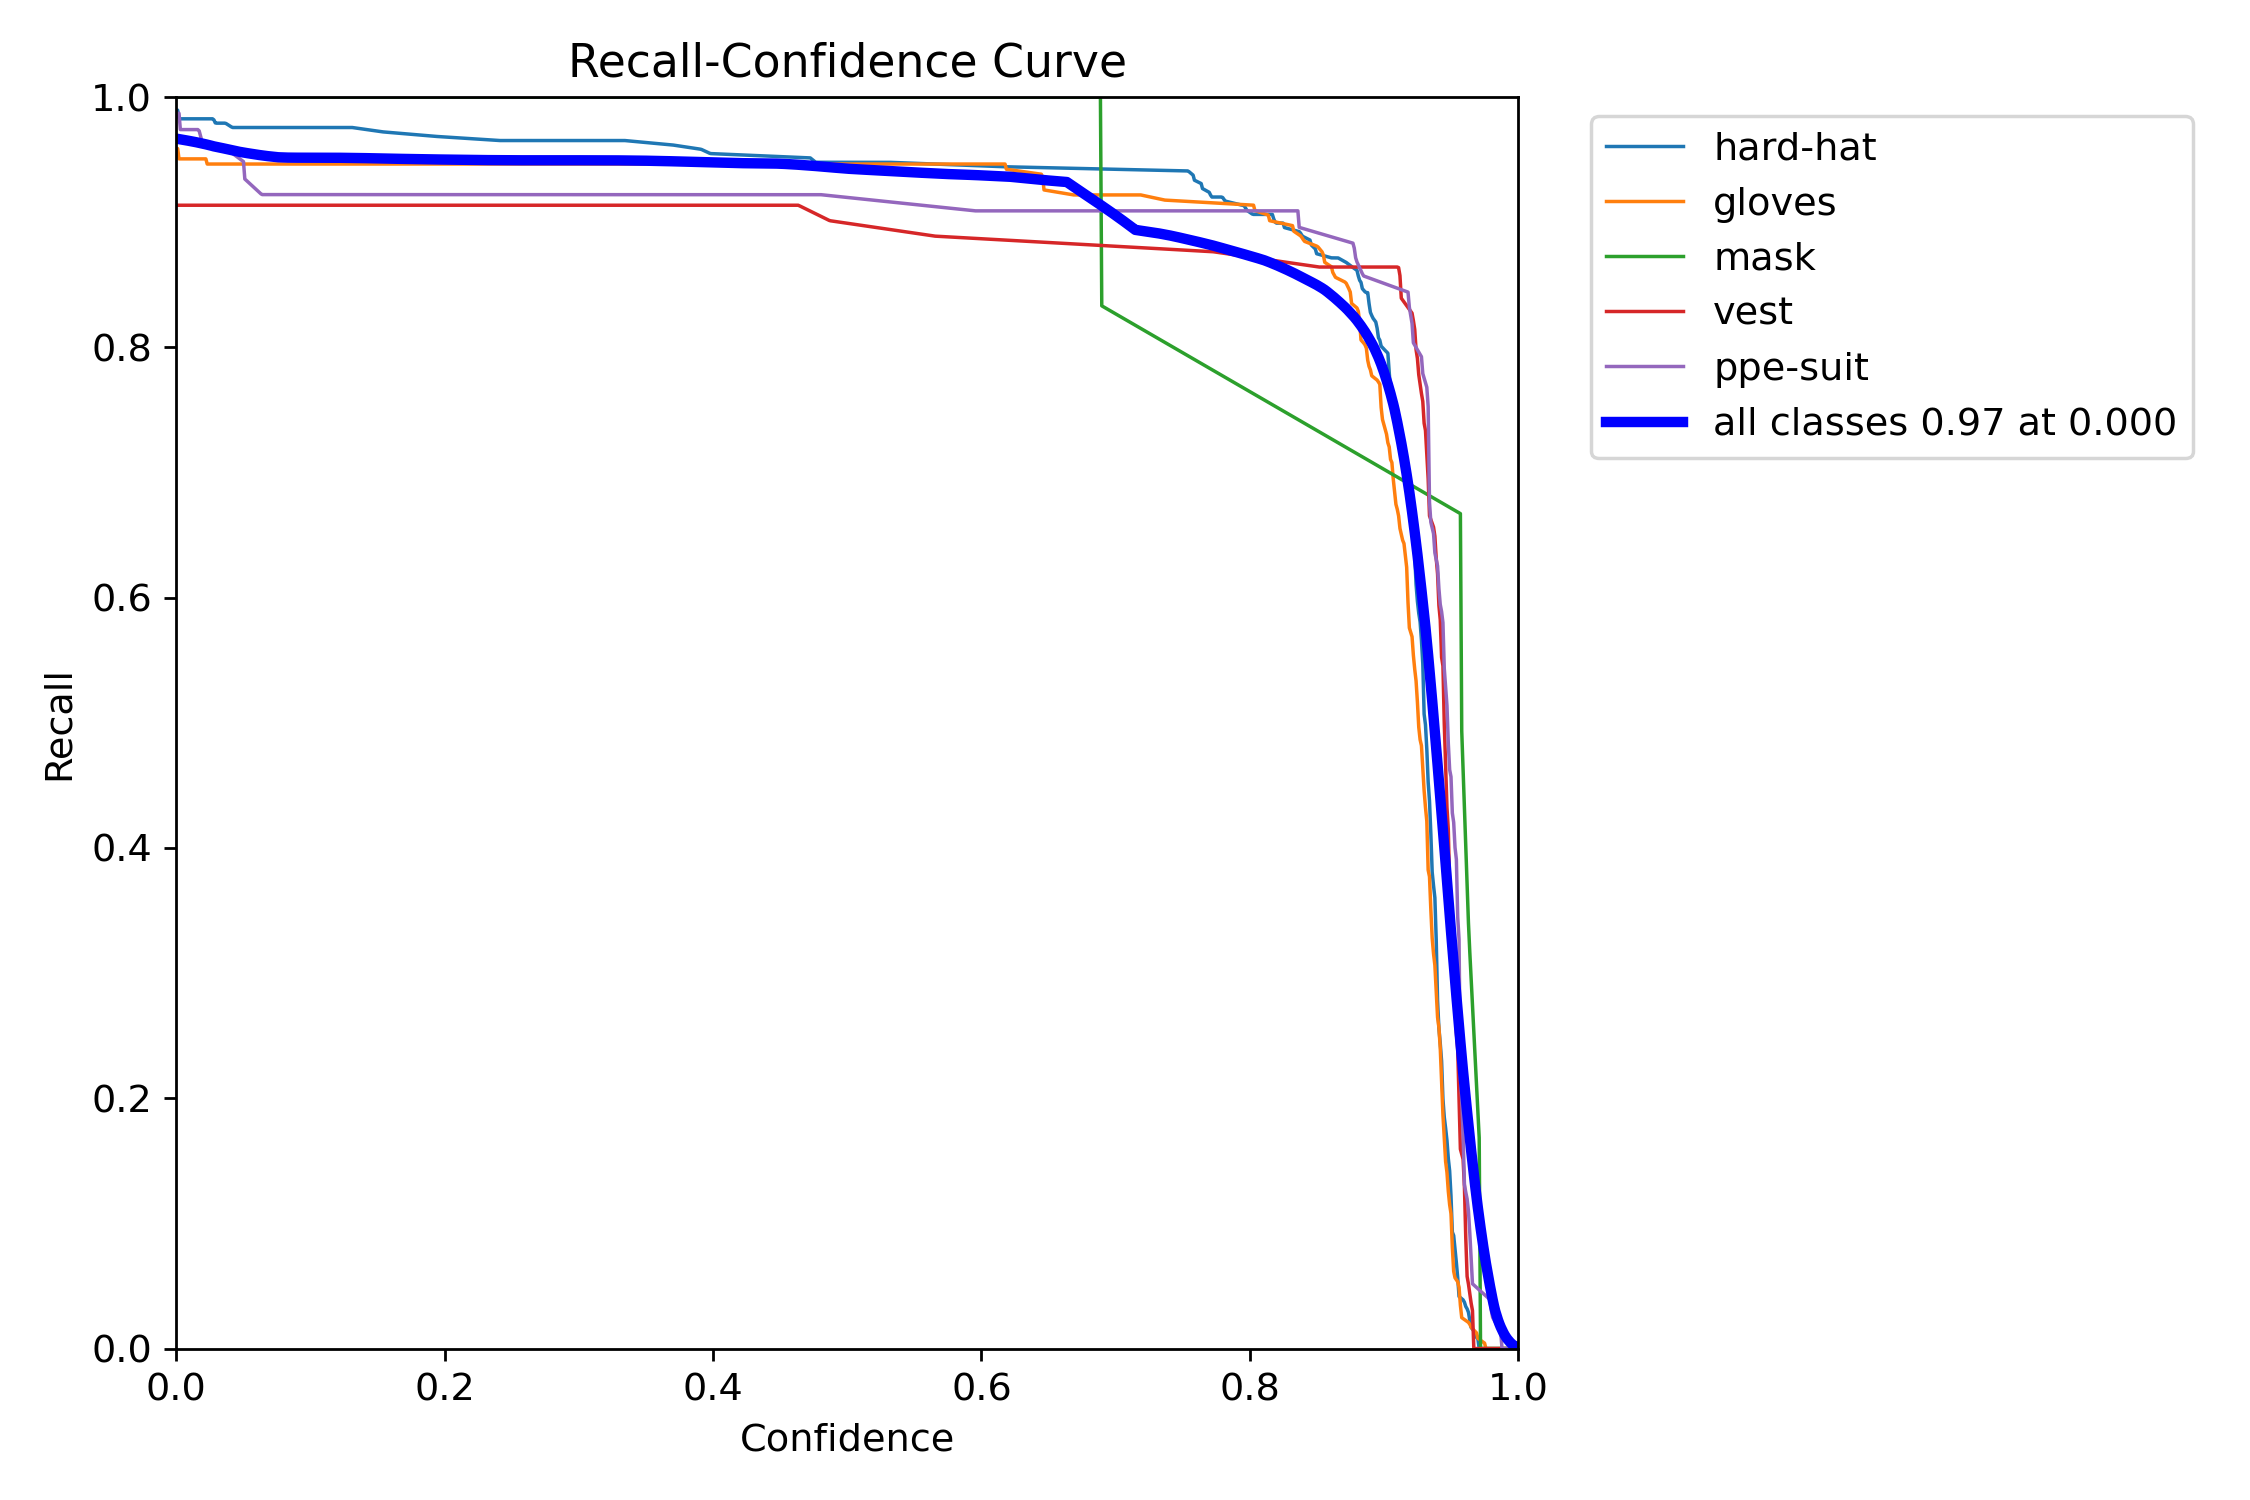 Recall-Confidence Curve
1.0
0.8
0.6
0.4
0.2
0.0
Recall
0.0 0.2 0.4 0.6 0.8 1.0
Confidence
hard-hat
gloves
mask
vest
ppe-suit
all classes 0.97 at 0.000